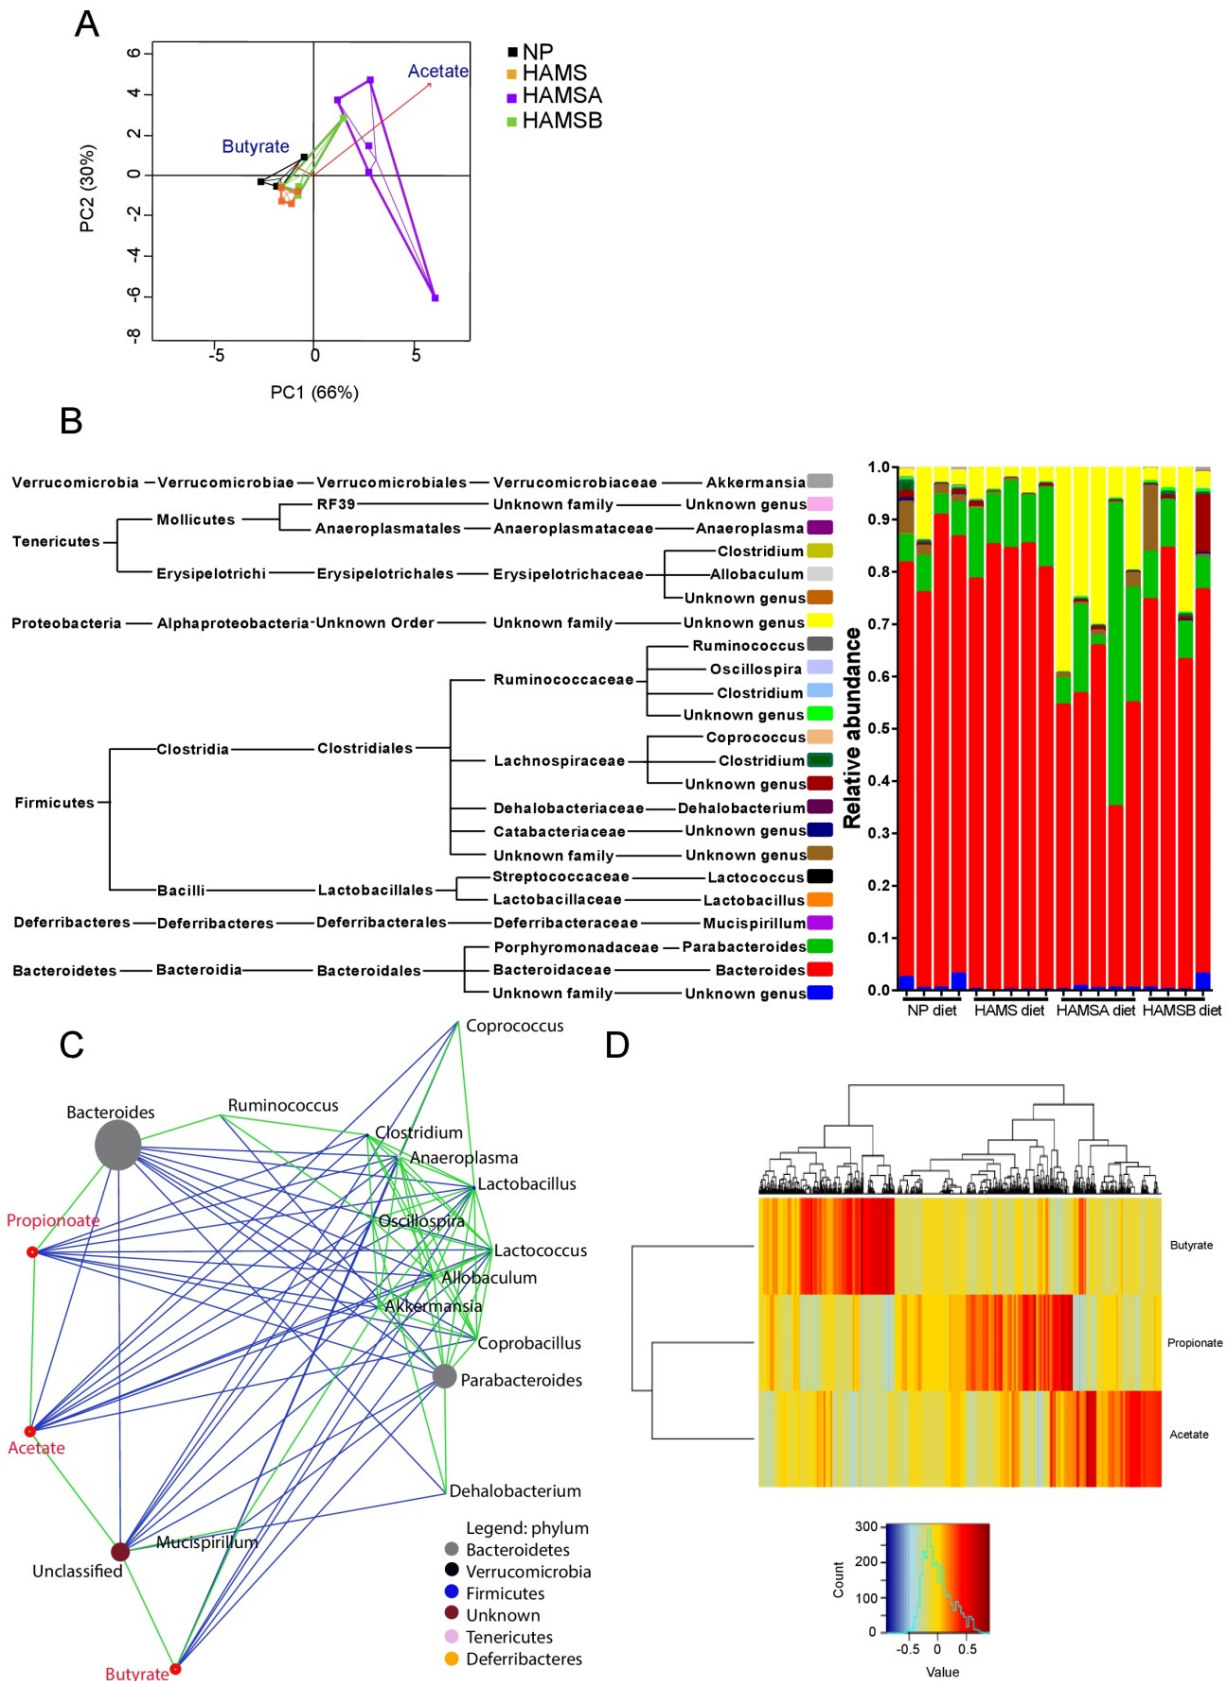 A
6
4
2
0
-2
-4
-6
-8
PC2 (30%)
Acetate
Butyrate
-5
0
5
PC1 (66%)
NP
HAMS
HAMSA
HAMSB
B
Verrucomicrobia Verrucomicrobiae Verrucomicrobiales Verrucomicrobiaceae Akkermansia
RF39 Unknown family Unknown genus
Mollicutes
Anaeroplasmatales Anaeroplasmataceae Anaeroplasma
Tenericutes
Clostridium
Erysipelotrichi Erysipelotrichales Erysipelotrichaceae Allobaculum
Unknown genus
Proteobacteria Alphaproteobacteria Unknown Order Unknown family Unknown genus
Ruminococcus
Oscillospira
Ruminococcaceae
Clostridium
Unknown genus
Coprococcus
Clostridia Clostridiales
Lachnospiraceae Clostridium
Unknown genus
Firmicutes
Dehalobacteriaceae Dehalobacterium
Catabacteriaceae Unknown genus
Unknown family Unknown genus
Streptococcaceae Lactococcus
Bacilli Lactobacillales
Lactobacillaceae Lactobacillus
Deferribacteres Deferribacteres Deferribacterales Deferribacteraceae Mucispirillum
Porphyromonadaceae Parabacteroides
Bacteroidetes Bacteroidia Bacteroidales Bacteroidaceae Bacteroides
Unknown family Unknown genus
Relative abundance
1.0
0.9
0.8
0.7
0.6
0.5
0.4
0.3
0.2
0.1
0.0
NP diet HAMS diet HAMSA diet HAMSB diet
C
Coprococcus
Bacteroides
Ruminococcus
Clostridium
Anaeroplasma
Lactobacillus
Propionoate
Oscillospira
Lactococcus
Allobaculum
Akkermansia
Coprobacillus
Parabacteroides
Acetate
Dehalobacterium
Mucispirillum
Unclassified
Butyrate
Legend: phylum
Bacteroidetes
Verrucomicrobia
Firmicutes
Unknown
Tenericutes
Deferribacteres
D
Butyrate
Propionate
Acetate
300
200
100
0
Count
-0.5 0 0.5
Value